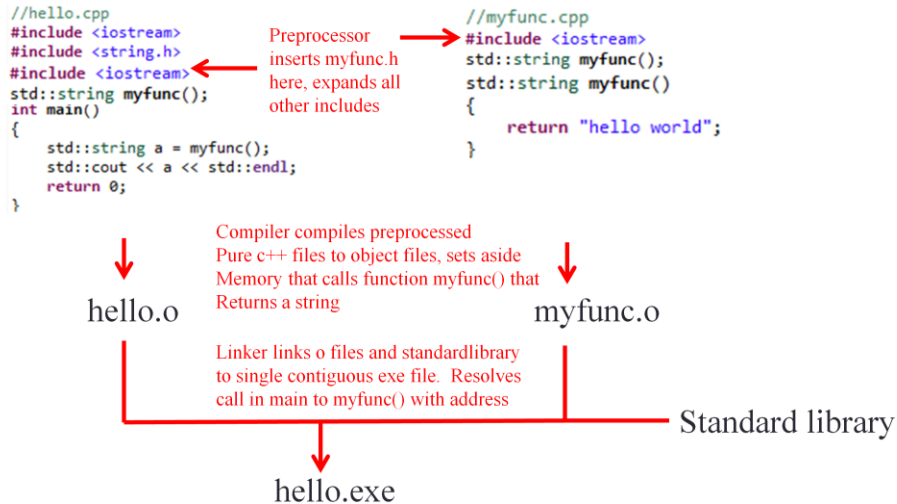 //hello.cpp
#include <iostream>
#include <string.h>
#include <iostream>
std::string myfunc();
int main()
{
    std::string a = myfunc();
    std::cout << a << std::endl;
    return 0;
}
Preprocessor
inserts myfunc.h
here, expands all
other includes
//myfunc.cpp
#include <iostream>
std::string myfunc();
std::string myfunc()
{
    return "hello world";
}
Compiler compiles preprocessed
Pure c++ files to object files, sets aside
Memory that calls function myfunc() that
Returns a string
hello.o
myfunc.o
Linker links o files and standardlibrary
to single contiguous exe file. Resolves
call in main to myfunc() with address
Standard library
hello.exe